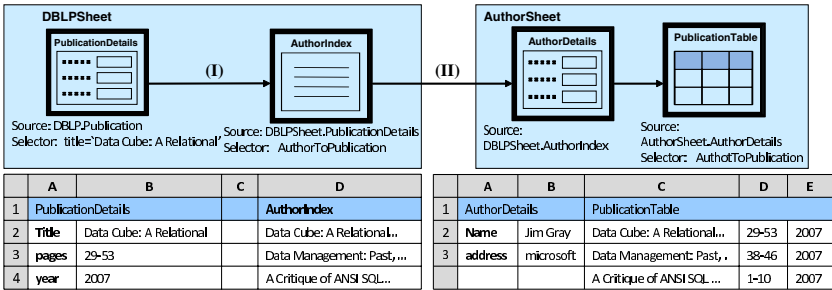 DBLPSheet
AuthorSheet
PublicationDetails
AuthorIndex
AuthorDetails
PublicationTable
(I)
(II)
Source: DBLP.Publication
Selector: title='Data Cube: A Relational'
Source: DBLPSheet.PublicationDetails
Selector: AuthorToPublication
Source:
DBLPSheet.AuthorIndex
Source:
AuthorSheet.AuthorDetails
Selector: AuthotToPublication
A B C D
1 PublicationDetails AuthorIndex
2 Title Data Cube: A Relational Data Cube: A Relational...
3 pages 29-53 Data Management: Past, ...
4 year 2007 A Critique of ANSI SQL...
A B C D E
1 AuthorDetails PublicationTable
2 Name Jim Gray Data Cube: A Relational... 29-53 2007
3 address microsoft Data Management: Past, . 38-46 2007
A Critique of ANSI SQL ... 1-10 2007